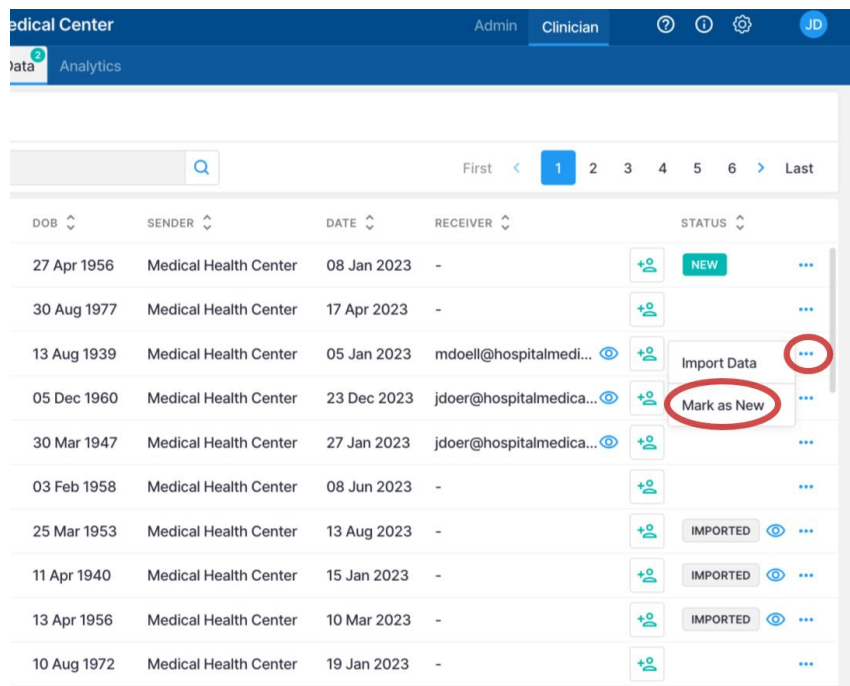 edical Center Admin Clinician JD
Data 2 Analytics
First 1 2 3 4 5 6 Last
DOB SENDER DATE RECEIVER STATUS
27 Apr 1956 Medical Health Center 08 Jan 2023 - NEW
30 Aug 1977 Medical Health Center 17 Apr 2023 -
13 Aug 1939 Medical Health Center 05 Jan 2023 mdoell@hospitalmedi...
Import Data
05 Dec 1960 Medical Health Center 23 Dec 2023 jdoer@hospitalmedica...
Mark as New
30 Mar 1947 Medical Health Center 27 Jan 2023 jdoer@hospitalmedica...
03 Feb 1958 Medical Health Center 08 Jun 2023 -
25 Mar 1953 Medical Health Center 13 Aug 2023 - IMPORTED
11 Apr 1940 Medical Health Center 15 Jan 2023 - IMPORTED
13 Apr 1956 Medical Health Center 10 Mar 2023 - IMPORTED
10 Aug 1972 Medical Health Center 19 Jan 2023 -